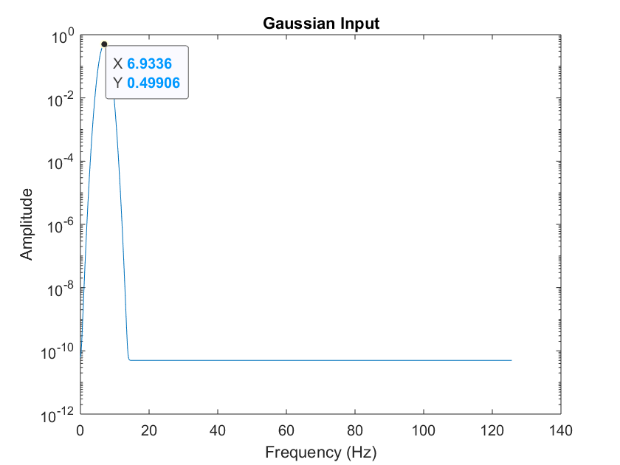 Gaussian Input
10^0
X 6.9336
Y 0.49906
10^-2
10^-4
10^-6
10^-8
10^-10
10^-12
Amplitude
0 20 40 60 80 100 120 140
Frequency (Hz)